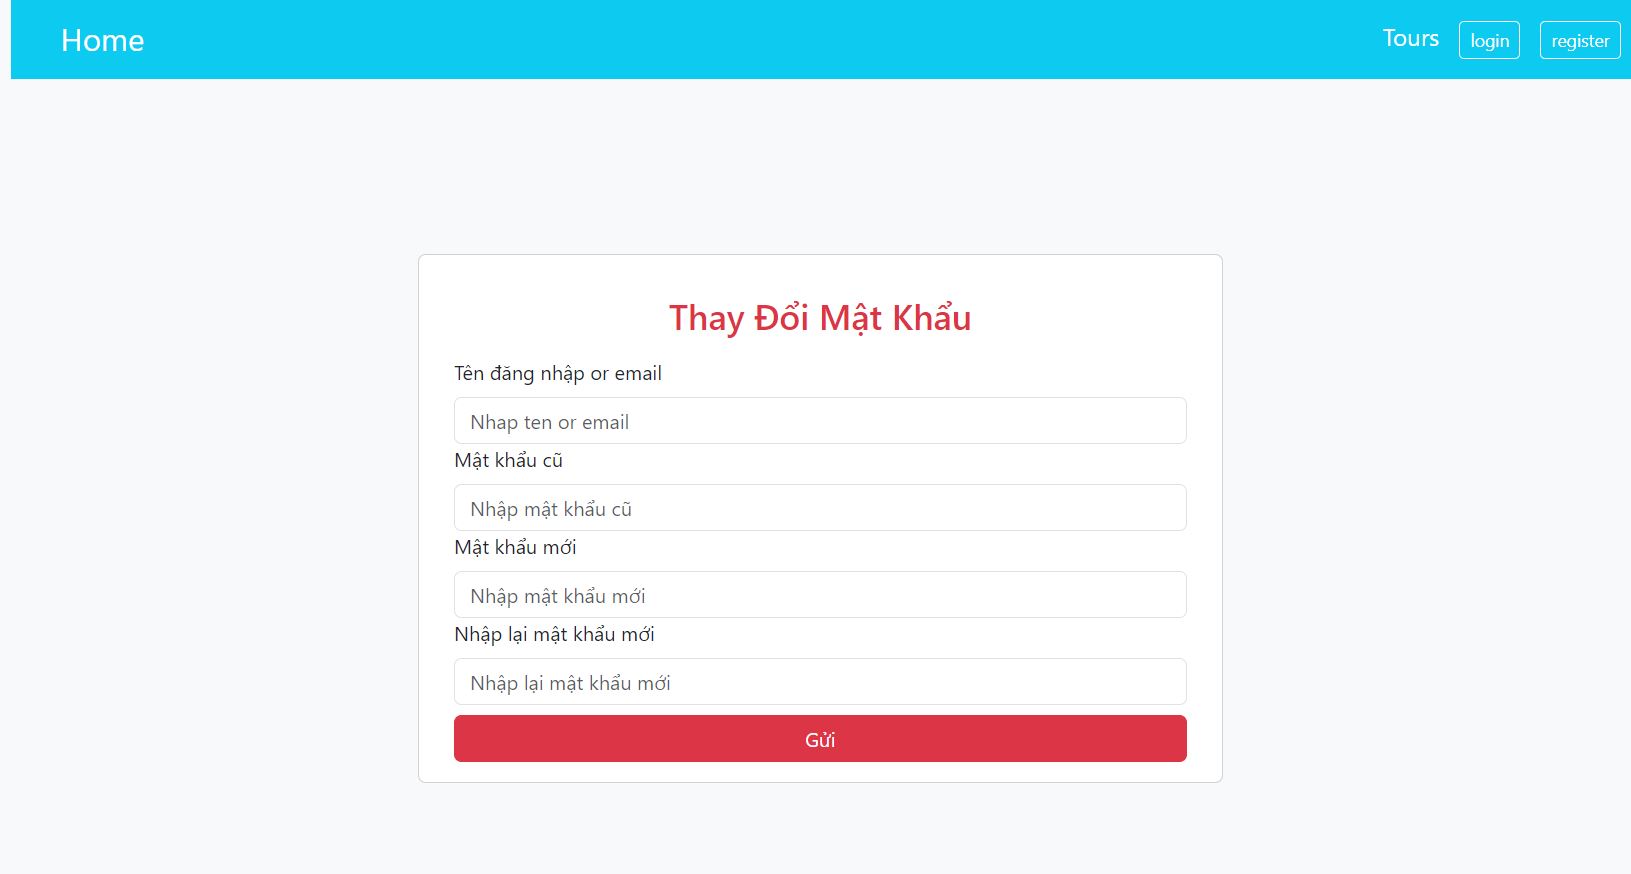 Home
Tours
login
register
Thay Đổi Mật Khẩu
Tên đăng nhập or email
Nhap ten or email
Mật khẩu cũ
Nhập mật khẩu cũ
Mật khẩu mới
Nhập mật khẩu mới
Nhập lại mật khẩu mới
Nhập lại mật khẩu mới
Gửi